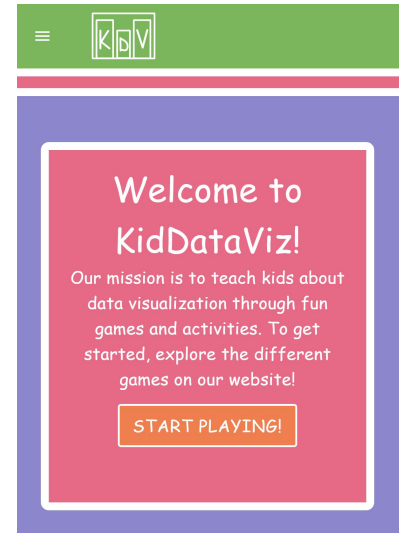 KDV
Welcome to
KidDataViz!
Our mission is to teach kids about
data visualization through fun
games and activities. To get
started, explore the different
games on our website!
START PLAYING!